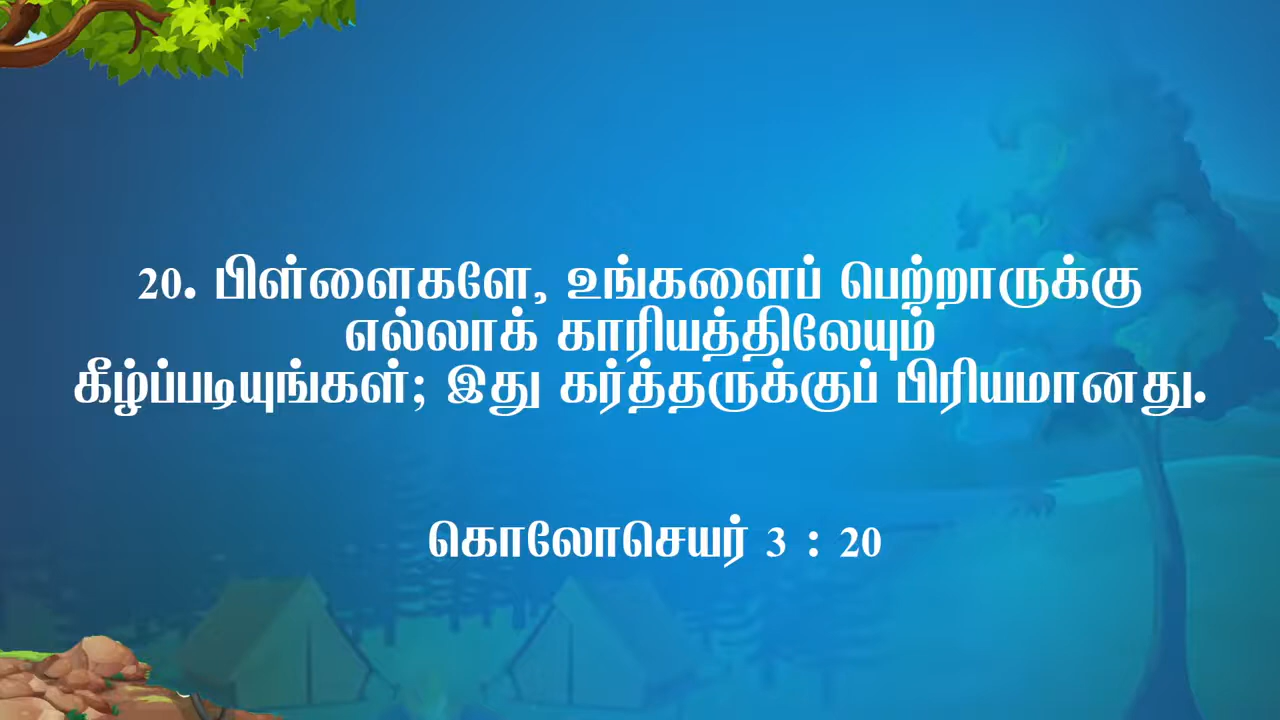 20. பிள்ளைகளே, உங்களைப் பெற்றாருக்கு
எல்லாக் காரியத்திலேயும்
கீழ்ப்படியுங்கள்; இது கர்த்தருக்குப் பிரியமானது.
கொலோசெயர் 3 : 20